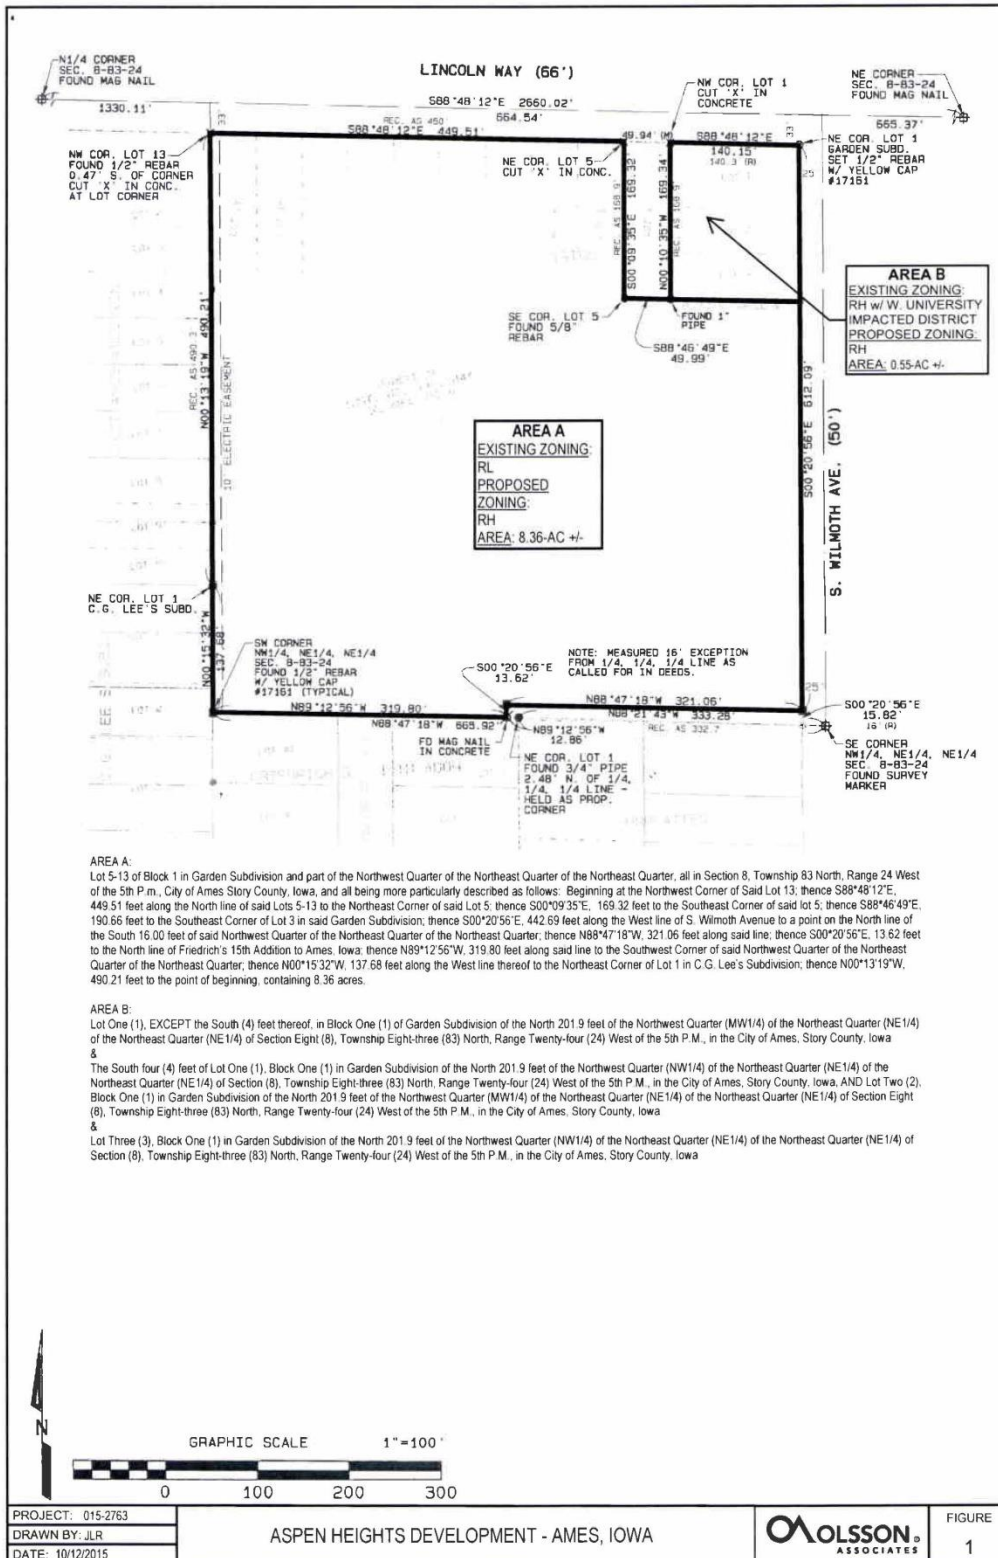 N1/4 CORNER
SEC. 8-83-24
FOUND MAG NAIL
LINCOLN WAY (66')
NW COR. LOT 1
CUT 'X' IN
CONCRETE
NE CORNER
SEC. 8-83-24
FOUND MAG NAIL
1330.11'
S88°48'12"E 2660.02'
664.54'
665.37'
33'
REC. AS 450'
S88°48'12"E 449.51'
49.94' (M)
S88°48'12"E
140.15'
140.3 (R)
33'
25'
NW COR. LOT 13
FOUND 1/2" REBAR
0.47' S. OF CORNER
CUT 'X' IN CONC.
AT LOT CORNER
NE COR. LOT 5
CUT 'X' IN CONC.
NE COR. LOT 1
GARDEN SUBD.
SET 1/2" REBAR
W/ YELLOW CAP
#17161
REC. AS 168.9'
S00°09'35"E 169.32'
N00°10'35"W 169.34'
REC. AS 168.9'
AREA B
EXISTING ZONING:
RH w/ W. UNIVERSITY
IMPACTED DISTRICT
PROPOSED ZONING:
RH
AREA: 0.55-AC +/-
SE COR. LOT 5
FOUND 5/8"
REBAR
FOUND 1"
PIPE
S88°46'49"E
49.99'
REC. AS 490.3
N00°13'19"W 490.21'
10' ELECTRIC EASEMENT
AREA A
EXISTING ZONING:
RL
PROPOSED
ZONING:
RH
AREA: 8.36-AC +/-
S00°20'56"E 612.09'
S. WILMOTH AVE. (50')
NE COR. LOT 1
C.G. LEE'S SUBD.
N00°15'32"W
137.68'
SW CORNER
NW1/4, NE1/4, NE1/4
SEC. 8-83-24
FOUND 1/2" REBAR
W/ YELLOW CAP
#17161 (TYPICAL)
S00°20'56"E
13.62'
NOTE: MEASURED 16' EXCEPTION
FROM 1/4, 1/4, 1/4 LINE AS
CALLED FOR IN DEEDS.
25'
N89°12'56"W 319.80'
N88°47'18"W 321.06'
S00°20'56"E
15.82'
16 (R)
N88°47'18"W 665.92'
N88°21'43"W 333.28'
REC. AS 332.7
FD MAG NAIL
IN CONCRETE
N89°12'56"W
12.86'
NE COR. LOT 1
FOUND 3/4" PIPE
2.48' N. OF 1/4,
1/4, 1/4 LINE -
HELD AS PROP.
CORNER
SE CORNER
NW1/4, NE1/4, NE1/4
SEC. 8-83-24
FOUND SURVEY
MARKER
AREA A:
Lot 5-13 of Block 1 in Garden Subdivision and part of the Northwest Quarter of the Northeast Quarter of the Northeast Quarter, all in Section 8, Township 83 North, Range 24 West
of the 5th P.m., City of Ames Story County, Iowa, and all being more particularly described as follows: Beginning at the Northwest Corner of Said Lot 13; thence S88°48'12"E,
449.51 feet along the North line of said Lots 5-13 to the Northeast Corner of said Lot 5; thence S00°09'35"E, 169.32 feet to the Southeast Corner of said lot 5; thence S88°46'49"E,
190.66 feet to the Southeast Corner of Lot 3 in said Garden Subdivision; thence S00°20'56"E, 442.69 feet along the West line of S. Wilmoth Avenue to a point on the North line of
the South 16.00 feet of said Northwest Quarter of the Northeast Quarter of the Northeast Quarter; thence N88°47'18"W, 321.06 feet along said line; thence S00°20'56"E, 13.62 feet
to the North line of Friedrich's 15th Addition to Ames, Iowa; thence N89°12'56"W, 319.80 feet along said line to the Southwest Corner of said Northwest Quarter of the Northeast
Quarter of the Northeast Quarter; thence N00°15'32"W, 137.68 feet along the West line thereof to the Northeast Corner of Lot 1 in C.G. Lee's Subdivision; thence N00°13'19"W,
490.21 feet to the point of beginning, containing 8.36 acres.
AREA B:
Lot One (1), EXCEPT the South (4) feet thereof, in Block One (1) of Garden Subdivision of the North 201.9 feet of the Northwest Quarter (MW1/4) of the Northeast Quarter (NE1/4)
of the Northeast Quarter (NE1/4) of Section Eight (8), Township Eight-three (83) North, Range Twenty-four (24) West of the 5th P.M., in the City of Ames, Story County, Iowa
&
The South four (4) feet of Lot One (1), Block One (1) in Garden Subdivision of the North 201.9 feet of the Northwest Quarter (NW1/4) of the Northeast Quarter (NE1/4) of the
Northeast Quarter (NE1/4) of Section (8), Township Eight-three (83) North, Range Twenty-four (24) West of the 5th P.M., in the City of Ames, Story County, Iowa, AND Lot Two (2),
Block One (1) in Garden Subdivision of the North 201.9 feet of the Northwest Quarter (MW1/4) of the Northeast Quarter (NE1/4) of the Northeast Quarter (NE1/4) of Section Eight
(8), Township Eight-three (83) North, Range Twenty-four (24) West of the 5th P.M., in the City of Ames, Story County, Iowa
&
Lot Three (3), Block One (1) in Garden Subdivision of the North 201.9 feet of the Northwest Quarter (NW1/4) of the Northeast Quarter (NE1/4) of the Northeast Quarter (NE1/4) of
Section (8), Township Eight-three (83) North, Range Twenty-four (24) West of the 5th P.M., in the City of Ames, Story County, Iowa
N
GRAPHIC SCALE 1"=100'
0 100 200 300
PROJECT: 015-2763
DRAWN BY: JLR
DATE: 10/12/2015
ASPEN HEIGHTS DEVELOPMENT - AMES, IOWA
OLSSON
ASSOCIATES
FIGURE
1